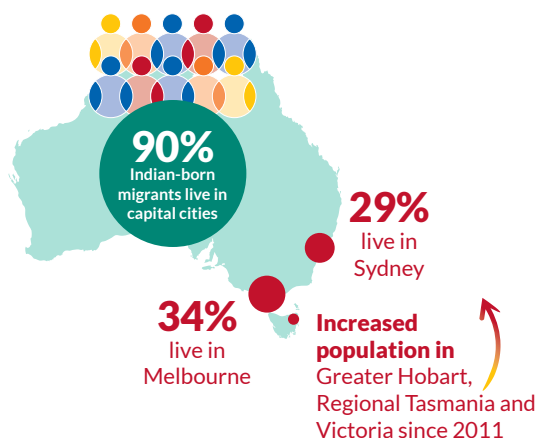 90%
Indian-born
migrants live in
capital cities
29%
live in
Sydney
34%
live in
Melbourne
Increased
population in
Greater Hobart,
Regional Tasmania and
Victoria since 2011